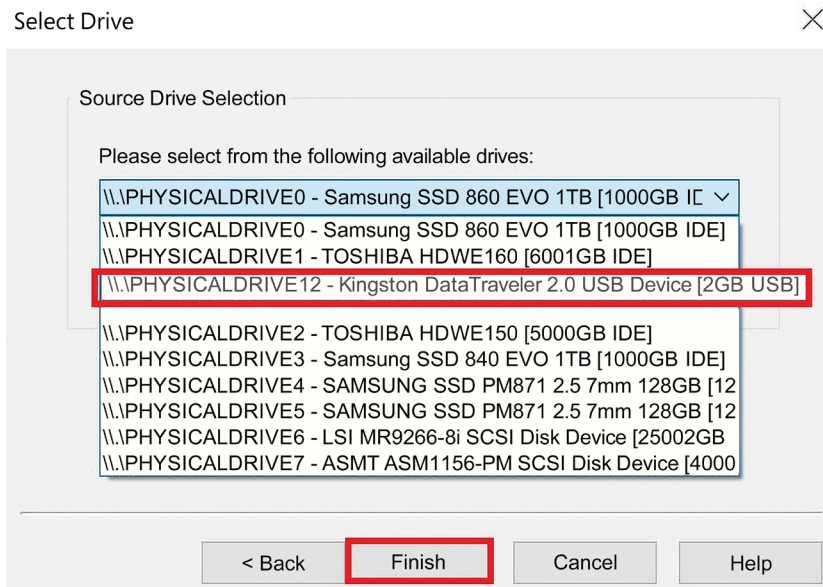 Select Drive
Source Drive Selection
Please select from the following available drives:
\\.\PHYSICALDRIVE0 - Samsung SSD 860 EVO 1TB [1000GB ID
\\.\PHYSICALDRIVE0 - Samsung SSD 860 EVO 1TB [1000GB IDE]
\\.\PHYSICALDRIVE1 - TOSHIBA HDWE160 [6001GB IDE]
\\.\PHYSICALDRIVE12 - Kingston DataTraveler 2.0 USB Device [2GB USB]
\\.\PHYSICALDRIVE2 - TOSHIBA HDWE150 [5000GB IDE]
\\.\PHYSICALDRIVE3 - Samsung SSD 840 EVO 1TB [1000GB IDE]
\\.\PHYSICALDRIVE4 - SAMSUNG SSD PM871 2.5 7mm 128GB [12
\\.\PHYSICALDRIVE5 - SAMSUNG SSD PM871 2.5 7mm 128GB [12
\\.\PHYSICALDRIVE6 - LSI MR9266-8i SCSI Disk Device [25002GB
\\.\PHYSICALDRIVE7 - ASMT ASM1156-PM SCSI Disk Device [4000
< Back Finish Cancel Help